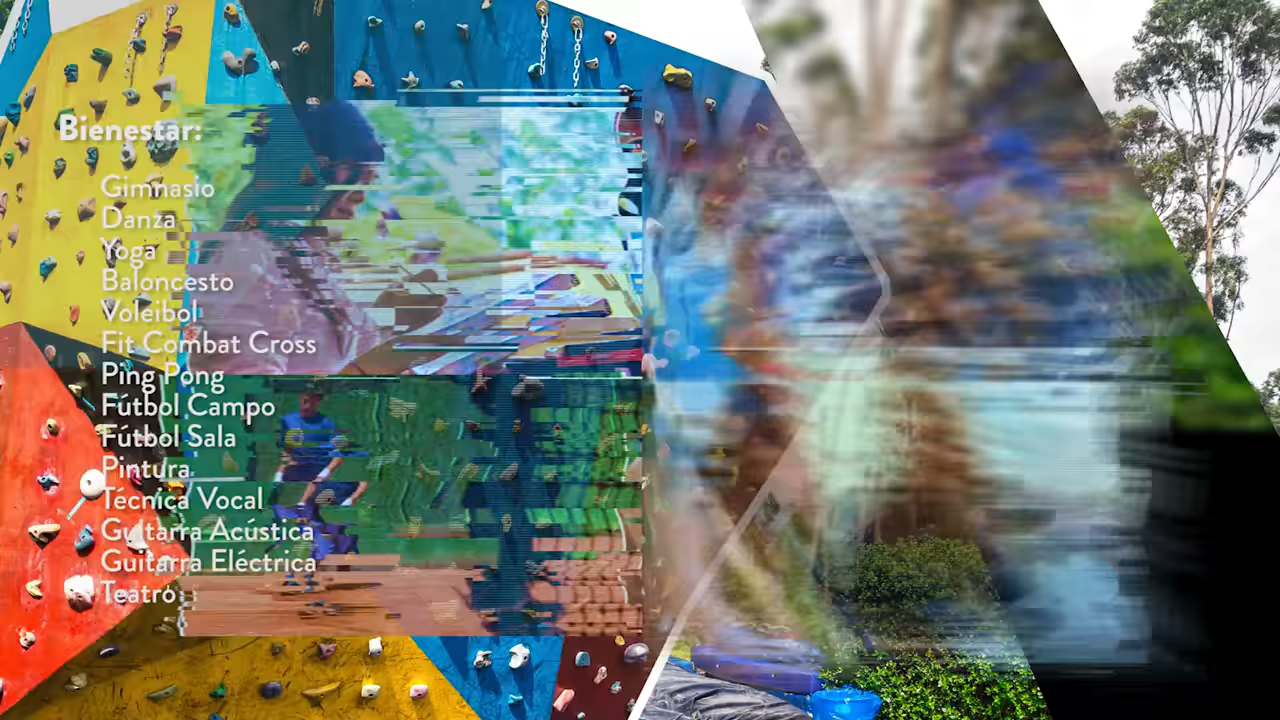 Bienestar:
Gimnasio
Danza
Yoga
Baloncesto
Voleibol
Fit Combat Cross
Ping Pong
Fútbol Campo
Fútbol Sala
Pintura
Técnica Vocal
Guitarra Acústica
Guitarra Eléctrica
Teatro